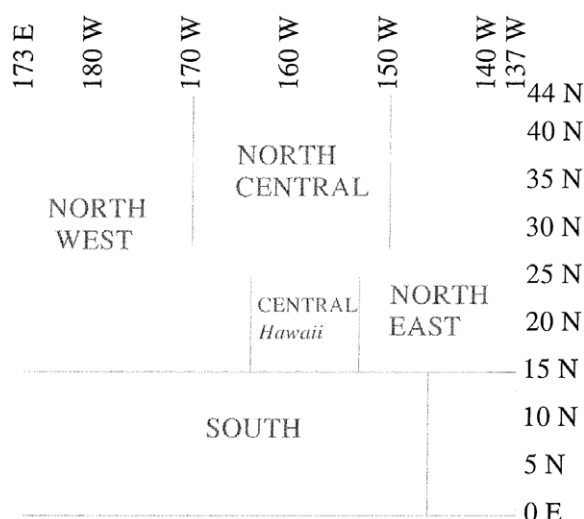 173 E
180 W
170 W
160 W
150 W
140 W
137 W
44 N
40 N
NORTH
CENTRAL
35 N
NORTH
WEST
30 N
25 N
CENTRAL
Hawaii
NORTH
EAST
20 N
15 N
SOUTH
10 N
5 N
0 E